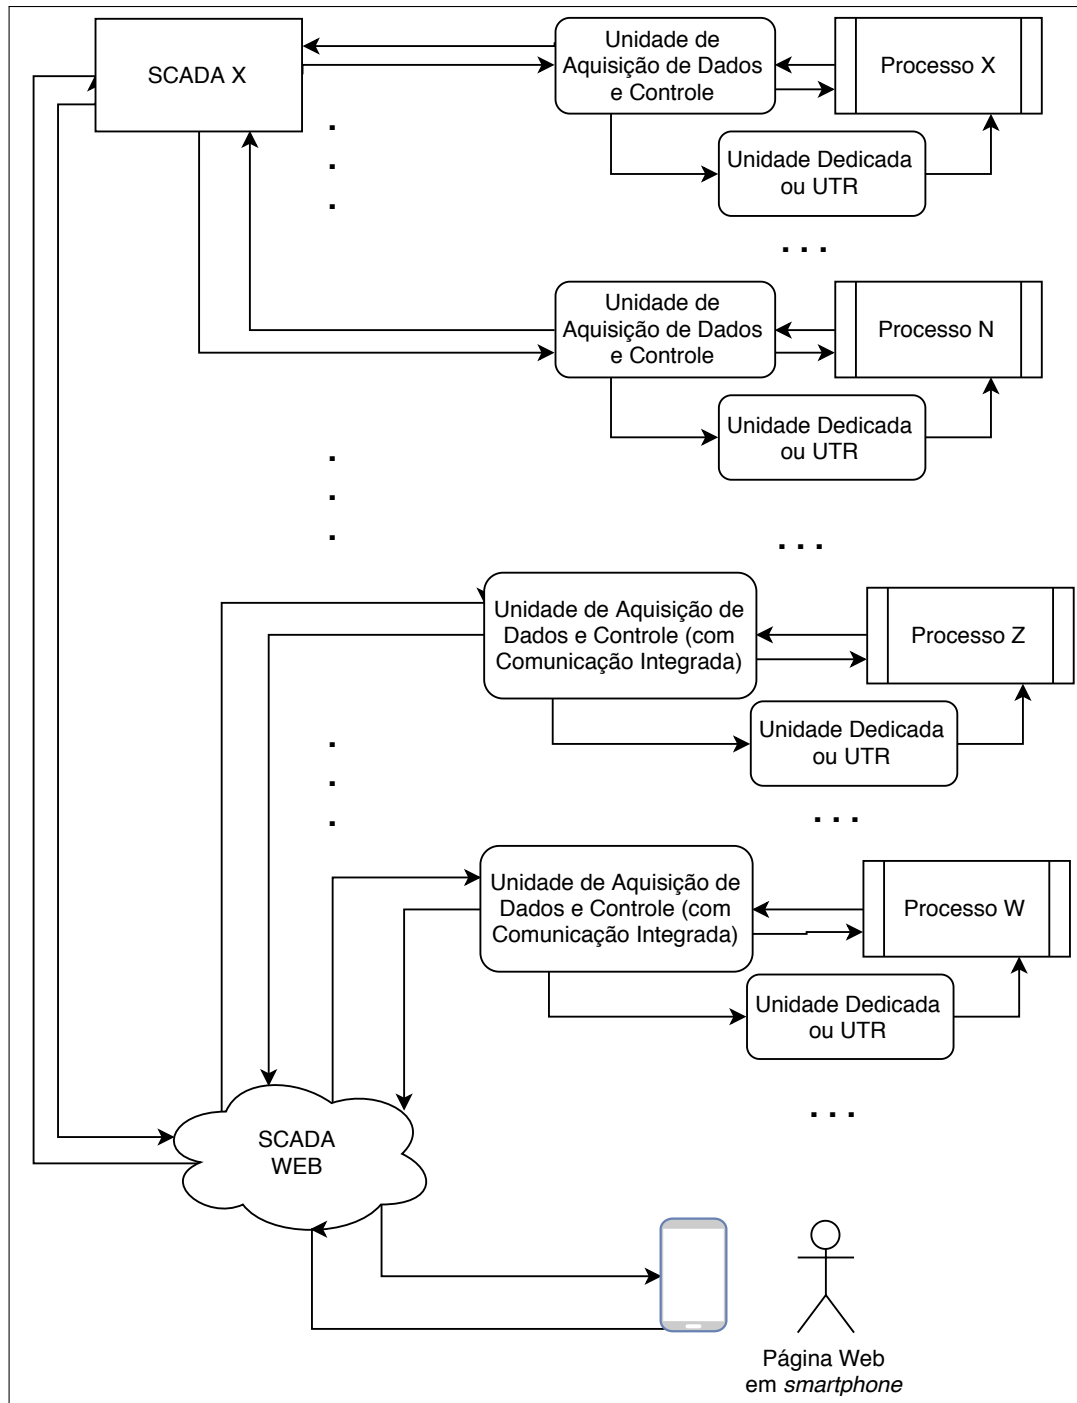 SCADA X
Unidade de
Aquisição de Dados
e Controle
Processo X
Unidade Dedicada
ou UTR
. . .
Unidade de
Aquisição de Dados
e Controle
Processo N
Unidade Dedicada
ou UTR
. . .
Unidade de Aquisição de
Dados e Controle (com
Comunicação Integrada)
Processo Z
Unidade Dedicada
ou UTR
. . .
Unidade de Aquisição de
Dados e Controle (com
Comunicação Integrada)
Processo W
Unidade Dedicada
ou UTR
. . .
SCADA
WEB
Página Web
em smartphone